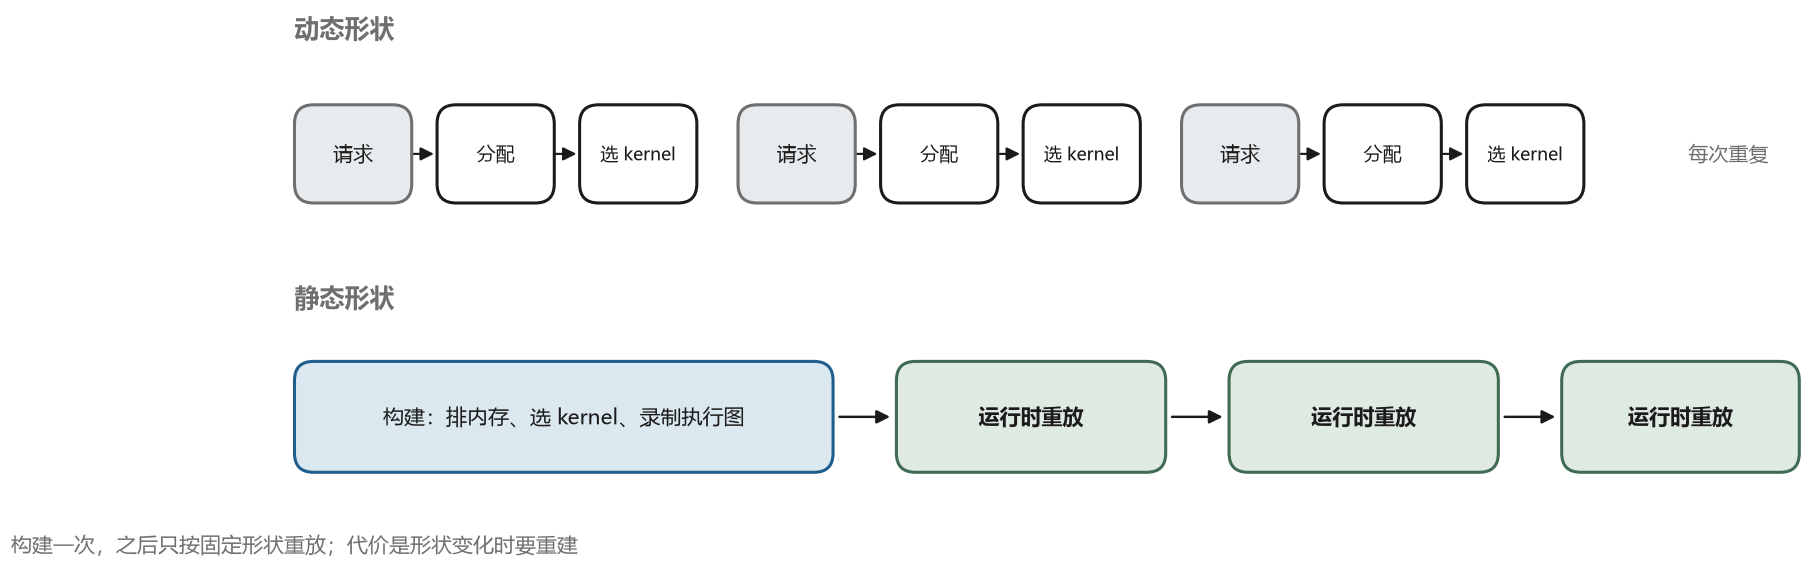 动态形状
请求
分配
选 kernel
请求
分配
选 kernel
请求
分配
选 kernel
每次重复
静态形状
构建：排内存、选 kernel、录制执行图
运行时重放
运行时重放
运行时重放
构建一次，之后只按固定形状重放；代价是形状变化时要重建